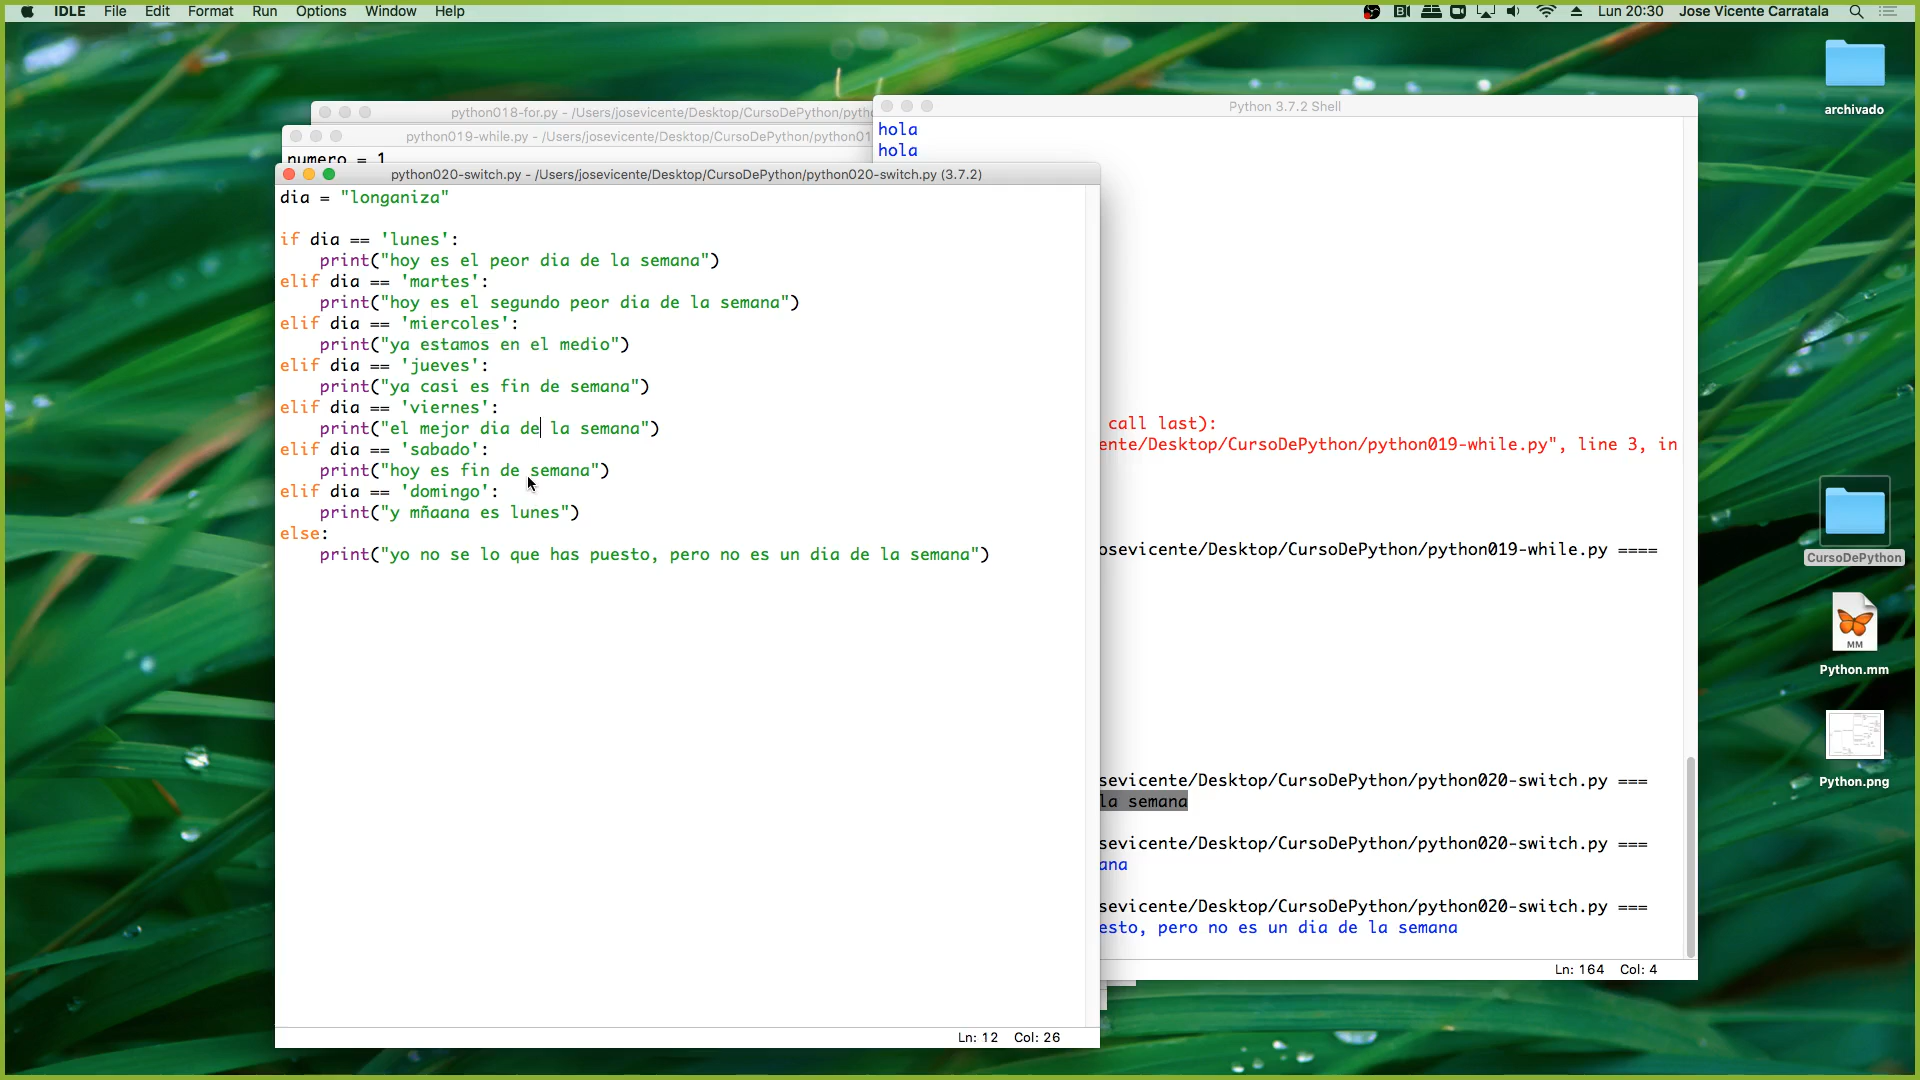 IDLE File Edit Format Run Options Window Help
Lun 20:30 Jose Vicente Carratala
archivado
python018-for.py - /Users/josevicente/Desktop/CursoDePython/pyth
Python 3.7.2 Shell
python019-while.py - /Users/josevicente/Desktop/CursoDePython/python01
hola
hola
numero = 1
python020-switch.py - /Users/josevicente/Desktop/CursoDePython/python020-switch.py (3.7.2)
dia = "longaniza"
if dia == 'lunes':
print("hoy es el peor dia de la semana")
elif dia == 'martes':
print("hoy es el segundo peor dia de la semana")
elif dia == 'miercoles':
print("ya estamos en el medio")
elif dia == 'jueves':
print("ya casi es fin de semana")
elif dia == 'viernes':
print("el mejor dia de la semana")
elif dia == 'sabado':
print("hoy es fin de semana")
elif dia == 'domingo':
print("y mñaana es lunes")
else:
print("yo no se lo que has puesto, pero no es un dia de la semana")
Ln: 12 Col: 26
call last):
ente/Desktop/CursoDePython/python019-while.py", line 3, in
osevicente/Desktop/CursoDePython/python019-while.py ====
sevicente/Desktop/CursoDePython/python020-switch.py ===
la semana
sevicente/Desktop/CursoDePython/python020-switch.py ===
ana
sevicente/Desktop/CursoDePython/python020-switch.py ===
esto, pero no es un dia de la semana
Ln: 164 Col: 4
CursoDePython
MM
Python.mm
Python.png